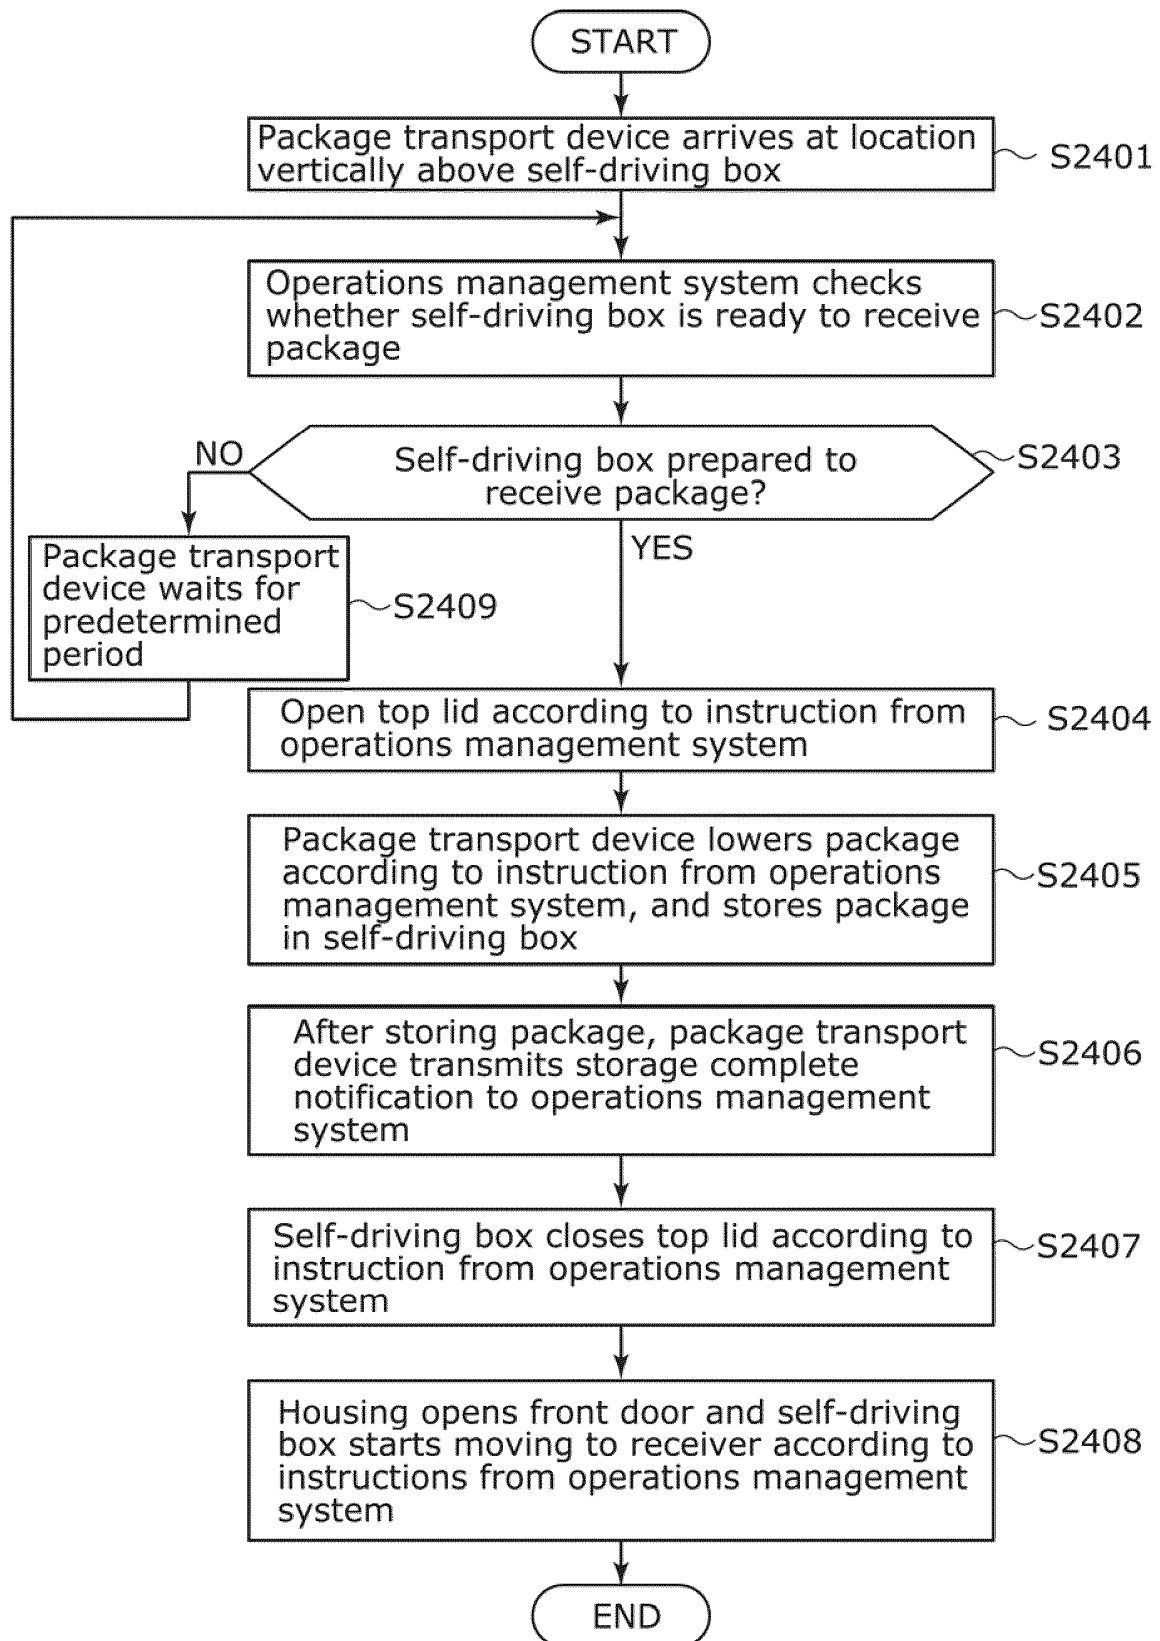 START
Package transport device arrives at location
vertically above self-driving box
S2401
Operations management system checks
whether self-driving box is ready to receive
package
S2402
Self-driving box prepared to
receive package?
S2403
NO
YES
Package transport
device waits for
predetermined
period
S2409
Open top lid according to instruction from
operations management system
S2404
Package transport device lowers package
according to instruction from operations
management system, and stores package
in self-driving box
S2405
After storing package, package transport
device transmits storage complete
notification to operations management
system
S2406
Self-driving box closes top lid according to
instruction from operations management
system
S2407
Housing opens front door and self-driving
box starts moving to receiver according to
instructions from operations management
system
S2408
END